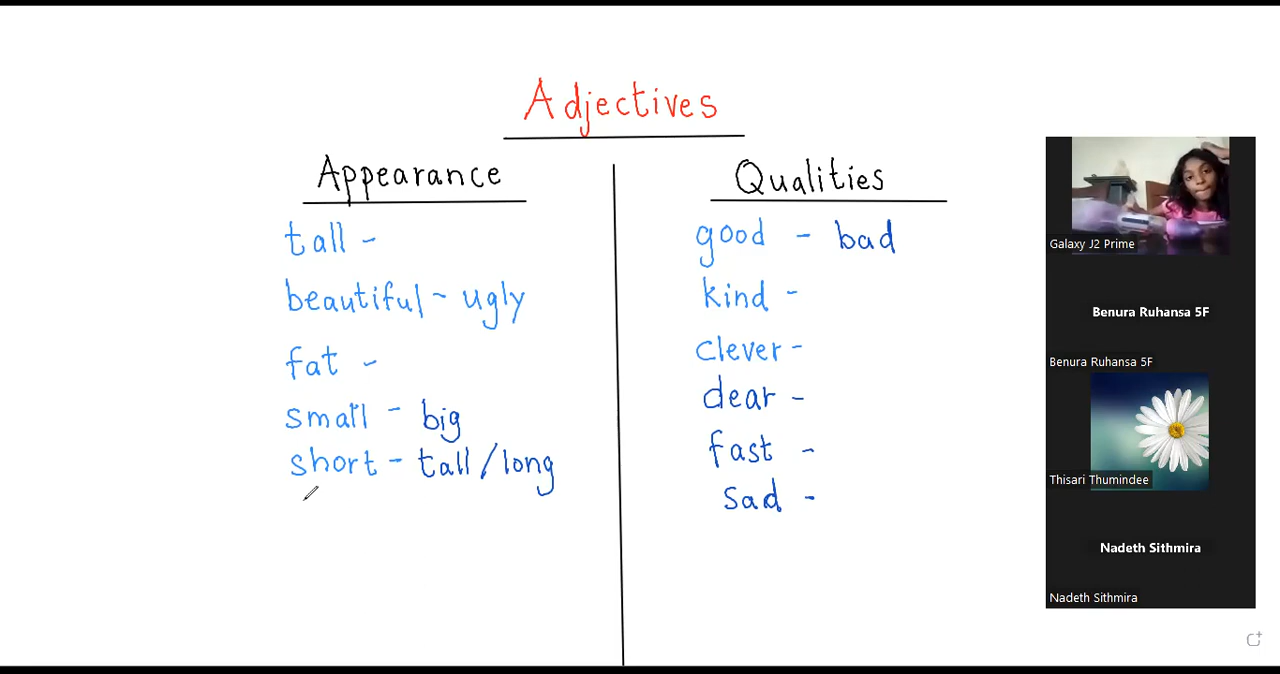 Adjectives
Appearance
tall -
beautiful - ugly
fat -
small - big
short - tall/long
Qualities
good - bad
kind -
clever -
dear -
fast -
sad -
Galaxy J2 Prime
Benura Ruhansa 5F
Benura Ruhansa 5F
Thisari Thumindee
Nadeth Sithmira
Nadeth Sithmira